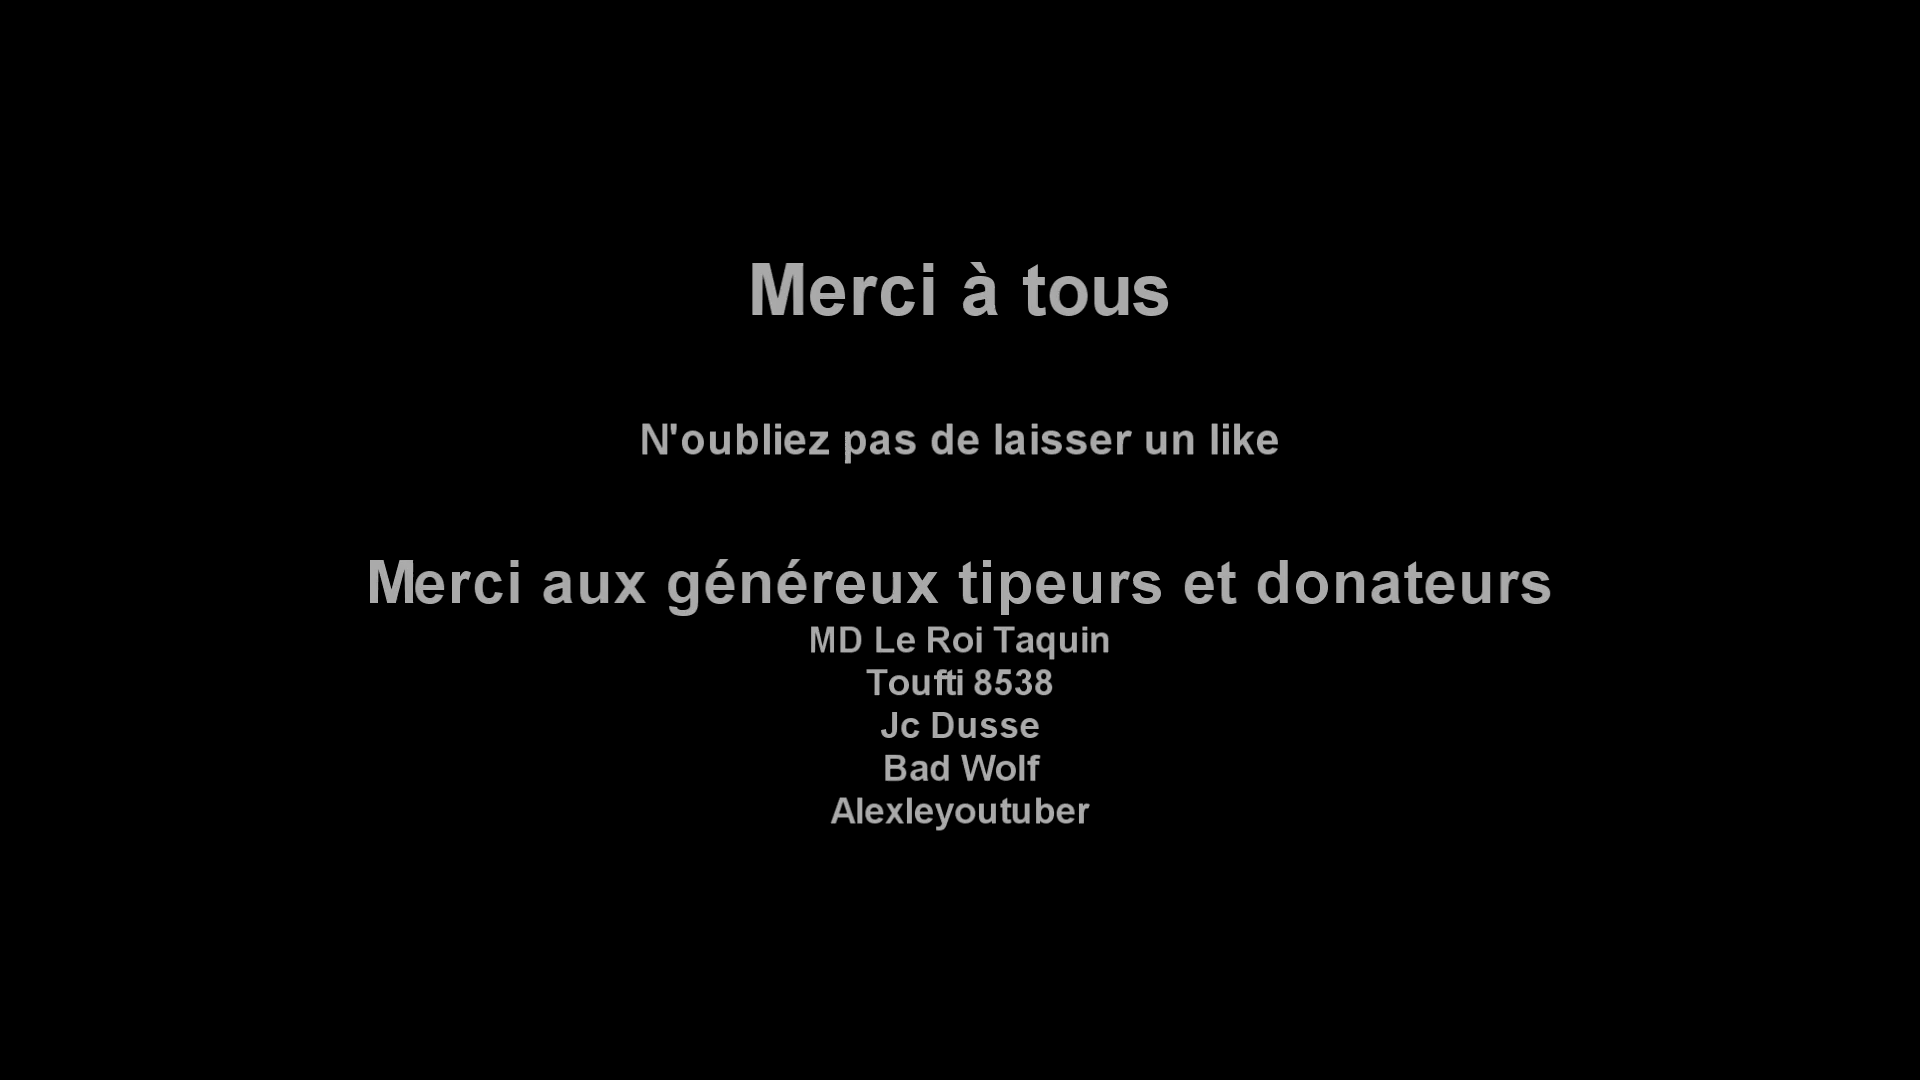 Merci à tous
N'oubliez pas de laisser un like
Merci aux généreux tipeurs et donateurs
MD Le Roi Taquin
Toufti 8538
Jc Dusse
Bad Wolf
Alexleyoutuber